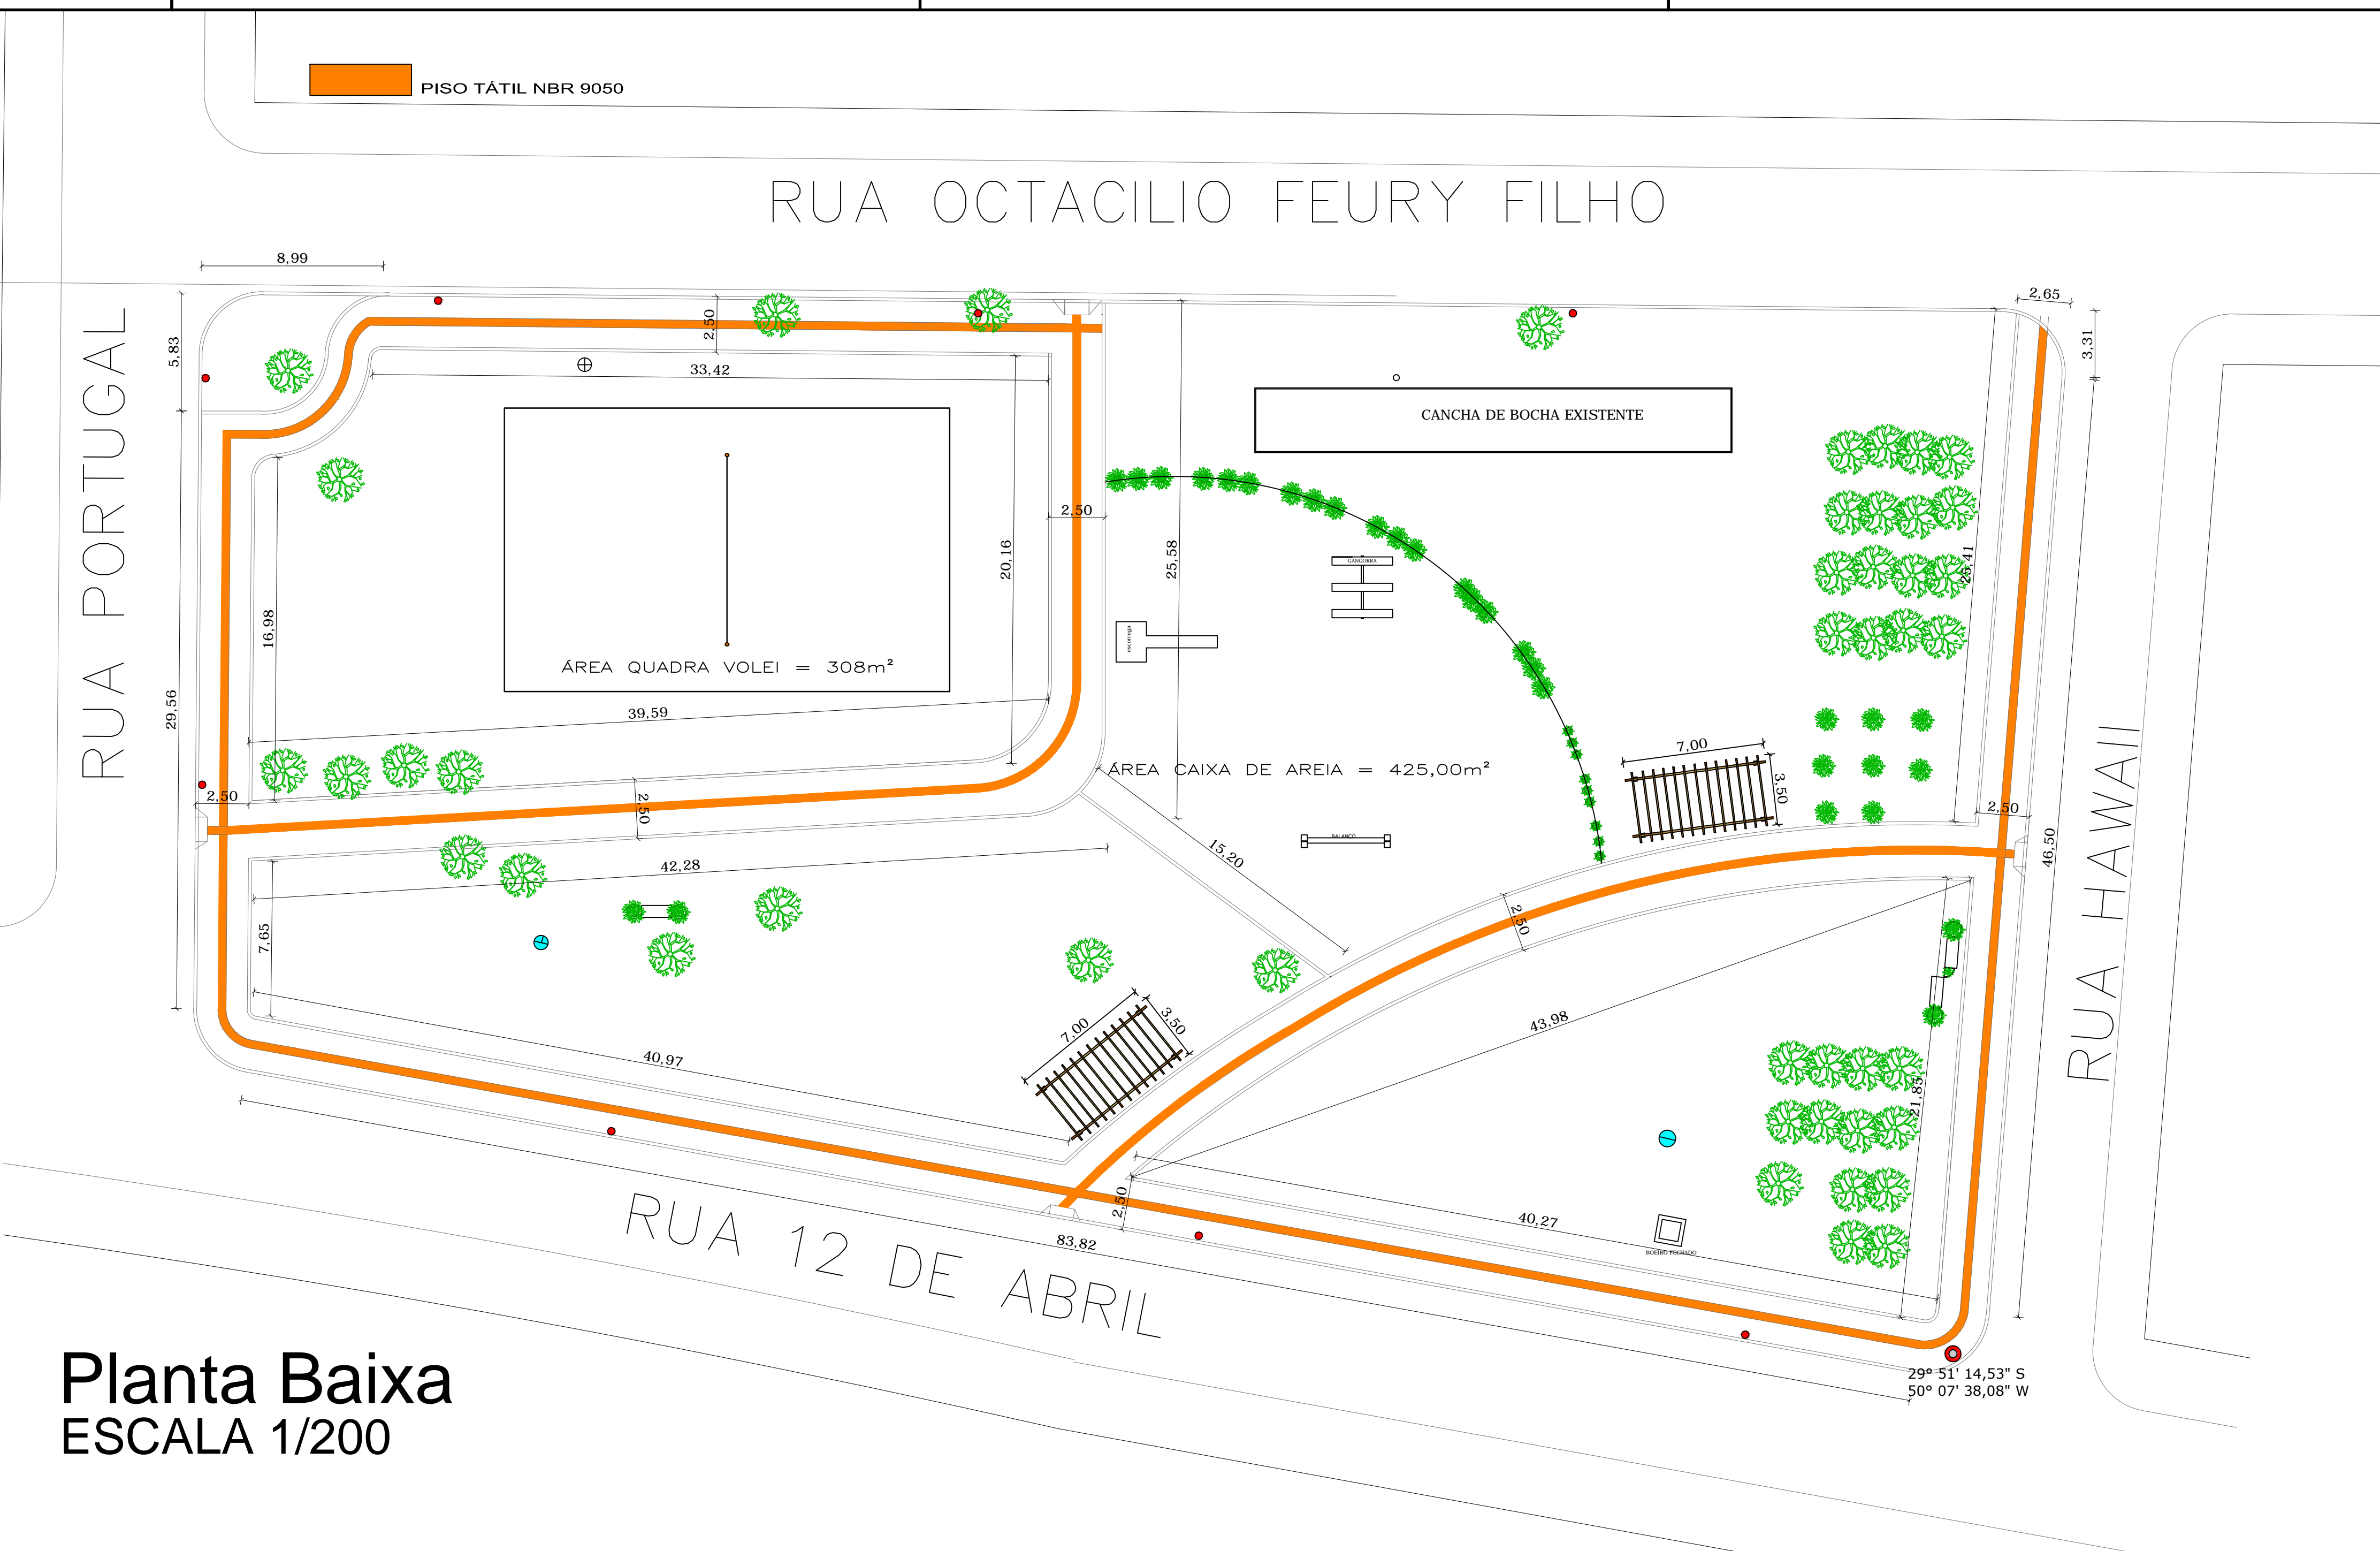 PISO TÁTIL NBR 9050
RUA OCTACILIO FEURY FILHO
8,99
2,65
5,83
2,50
33,42
3,31
CANCHA DE BOCHA EXISTENTE
RUA PORTUGAL
2,50
20,16
25,58
GANGORRA
25,41
16,98
escorrega
ÁREA QUADRA VOLEI = 308m²
29,56
39,59
7,00
ÁREA CAIXA DE AREIA = 425,00m²
3,50
2,50
2,50
2,50
BALANÇO
15,20
46,50
42,28
RUA HAWAII
7,65
2,50
43,98
7,00
3,50
40,97
21,85
2,50
40,27
RUA 12 DE ABRIL
83,82
BOEIRO FECHADO
29° 51' 14,53" S
50° 07' 38,08" W
Planta Baixa
ESCALA 1/200